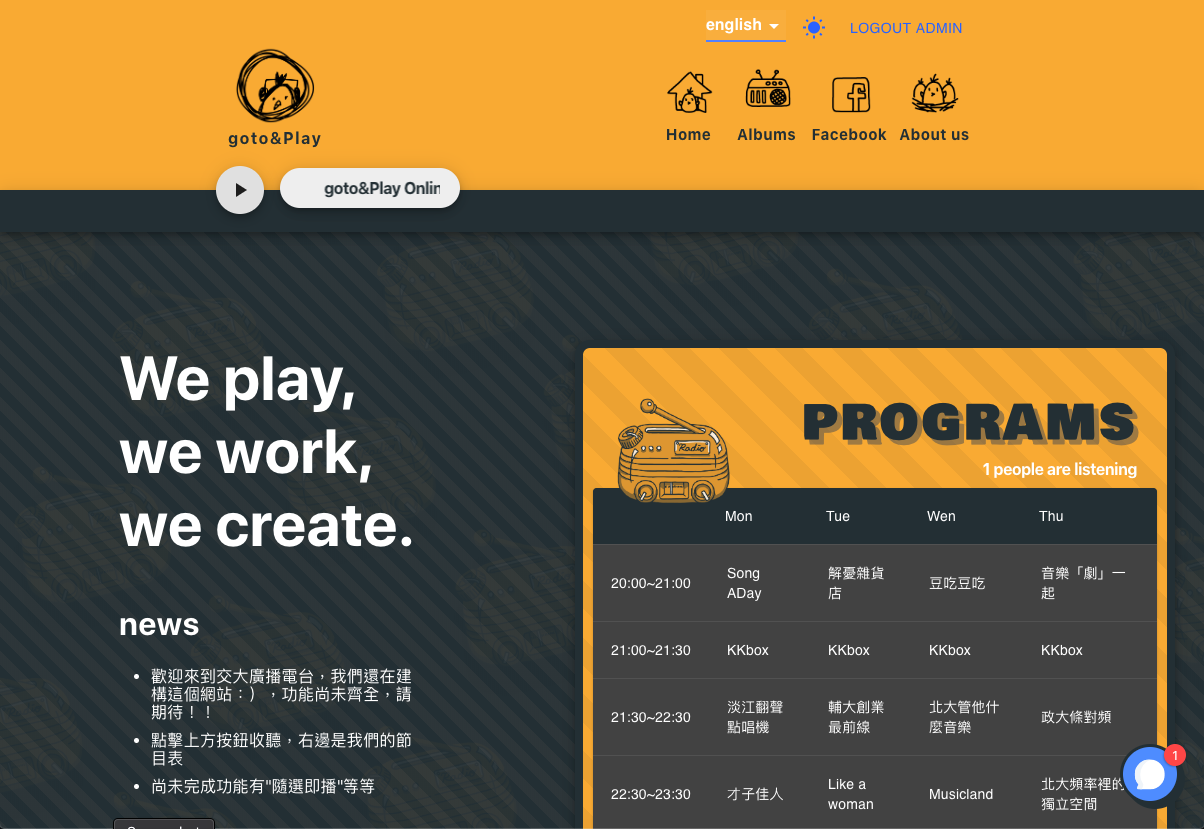 english
LOGOUT ADMIN
goto&Play
Home
Albums
Facebook
About us
goto&Play Onlin
We play,
we work,
we create.
PROGRAMS
Radio
1 people are listening
Mon Tue Wen Thu
20:00~21:00
Song
ADay
解憂雜貨
店
豆吃豆吃
音樂「劇」一
起
21:00~21:30 KKbox KKbox KKbox KKbox
21:30~22:30
淡江翻聲
點唱機
輔大創業
最前線
北大管他什
麼音樂
政大條對頻
22:30~23:30
才子佳人
Like a
woman
Musicland
北大頻率裡的
獨立空間
news
歡迎來到交大廣播電台，我們還在建
構這個網站：），功能尚未齊全，請
期待！！
點擊上方按鈕收聽，右邊是我們的節
目表
尚未完成功能有"隨選即播"等等
1